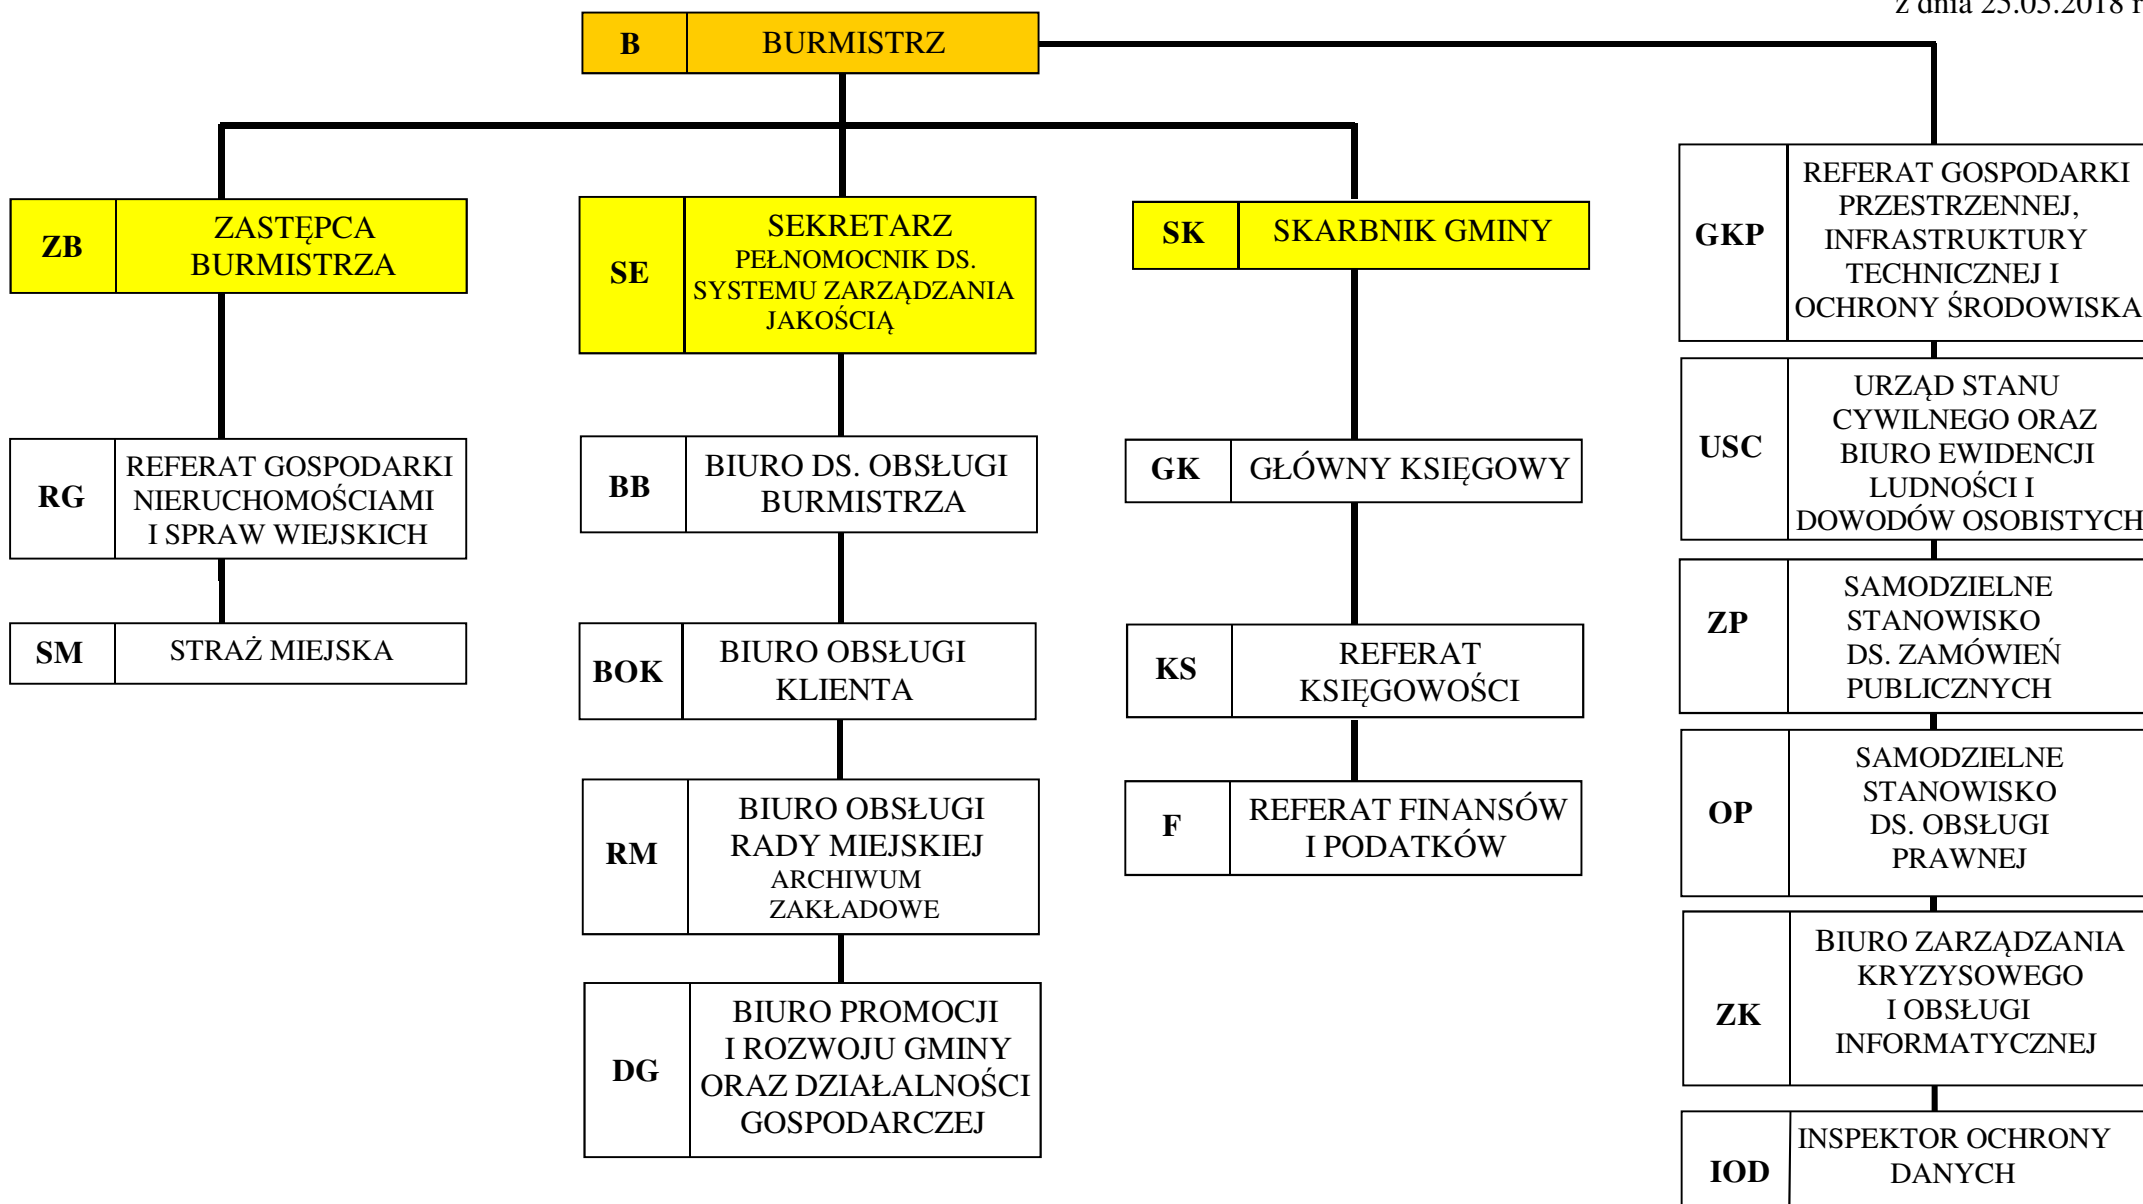 z dnia 25.05.2018 r
B BURMISTRZ
ZB ZASTĘPCA
BURMISTRZA
RG REFERAT GOSPODARKI
NIERUCHOMOŚCIAMI
I SPRAW WIEJSKICH
SM STRAŻ MIEJSKA
SE SEKRETARZ
PEŁNOMOCNIK DS.
SYSTEMU ZARZĄDZANIA
JAKOŚCIĄ
BB BIURO DS. OBSŁUGI
BURMISTRZA
BOK BIURO OBSŁUGI
KLIENTA
RM BIURO OBSŁUGI
RADY MIEJSKIEJ
ARCHIWUM
ZAKŁADOWE
DG BIURO PROMOCJI
I ROZWOJU GMINY
ORAZ DZIAŁALNOŚCI
GOSPODARCZEJ
SK SKARBNIK GMINY
GK GŁÓWNY KSIĘGOWY
KS REFERAT
KSIĘGOWOŚCI
F REFERAT FINANSÓW
I PODATKÓW
GKP REFERAT GOSPODARKI
PRZESTRZENNEJ,
INFRASTRUKTURY
TECHNICZNEJ I
OCHRONY ŚRODOWISKA
USC URZĄD STANU
CYWILNEGO ORAZ
BIURO EWIDENCJI
LUDNOŚCI I
DOWODÓW OSOBISTYCH
ZP SAMODZIELNE
STANOWISKO
DS. ZAMÓWIEŃ
PUBLICZNYCH
OP SAMODZIELNE
STANOWISKO
DS. OBSŁUGI
PRAWNEJ
ZK BIURO ZARZĄDZANIA
KRYZYSOWEGO
I OBSŁUGI
INFORMATYCZNEJ
IOD INSPEKTOR OCHRONY
DANYCH